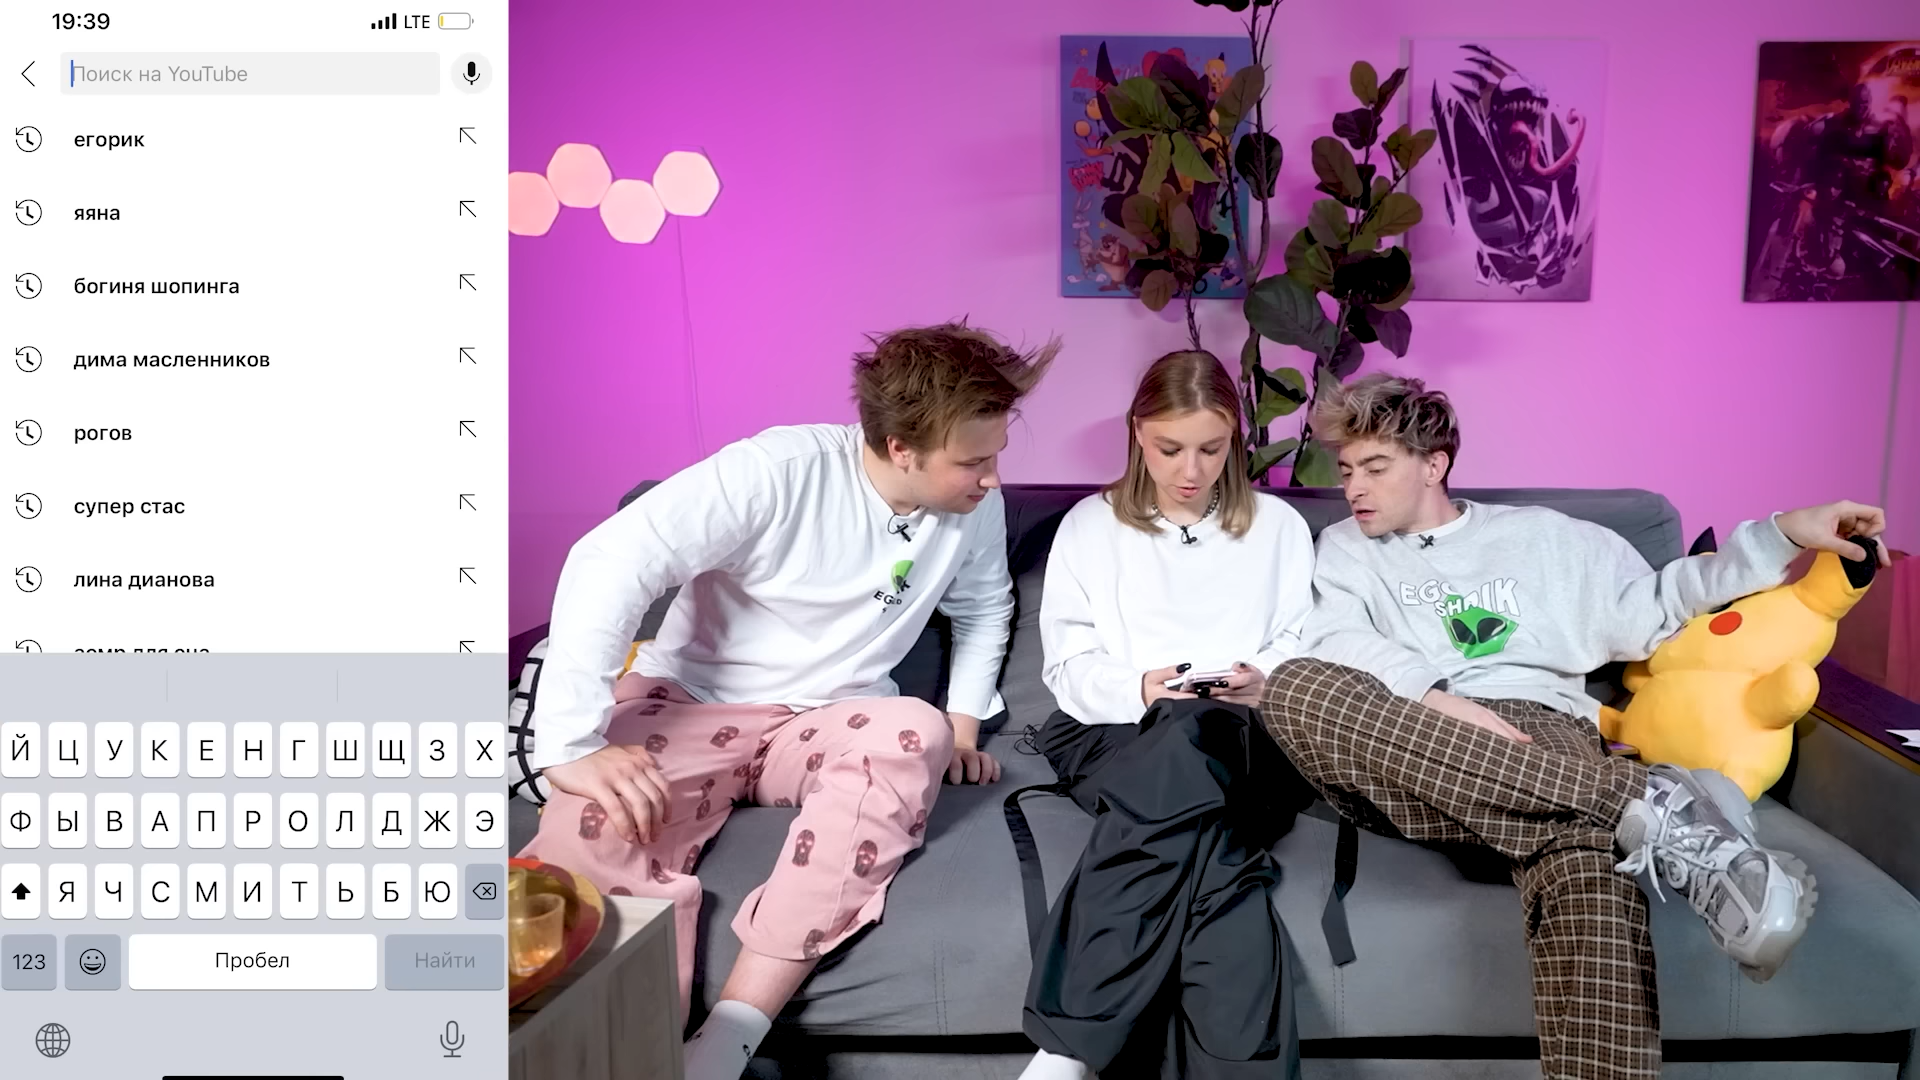 19:39
LTE
Поиск на YouTube
егорик
яяна
богиня шопинга
дима масленников
рогов
супер стас
лина дианова
Й Ц У К Е Н Г Ш Щ З Х
Ф Ы В А П Р О Л Д Ж Э
Я Ч С М И Т Ь Б Ю
123 Пробел Найти